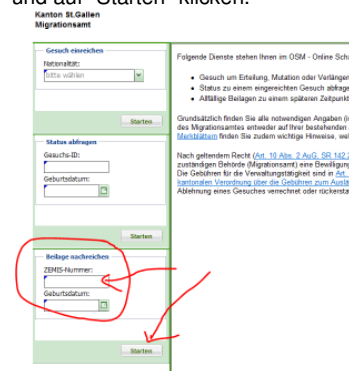 und auf "Starten" klicken.
Kanton St.Gallen
Migrationsamt
Gesuch einreichen
Nationalität:
bitte wählen
Starten
Status abfragen
Gesuchs-ID:
Geburtsdatum:
Starten
Beilage nachreichen
ZEMIS-Nummer:
Geburtsdatum:
Starten
Folgende Dienste stehen Ihnen im OSM - Online Sch
Gesuch um Erteilung, Mutation oder Verlänger
Status zu einem eingereichten Gesuch abfrage
Allfällige Beilagen zu einem späteren Zeitpunkt
Grundsätzlich finden Sie alle notwendigen Angaben (i
des Migrationsamtes entweder auf Ihrer bestehenden
Merkblättern finden Sie zudem wichtige Hinweise, wel
Nach geltendem Recht (Art. 10 Abs. 2 AuG, SR 142.2
zuständigen Behörde (Migrationsamt) eine Bewilligung
Die Gebühren für die Verwaltungstätigkeit sind in Art.
kantonalen Verordnung über die Gebühren zum Auslä
Ablehnung eines Gesuches verrechnet oder rückersta